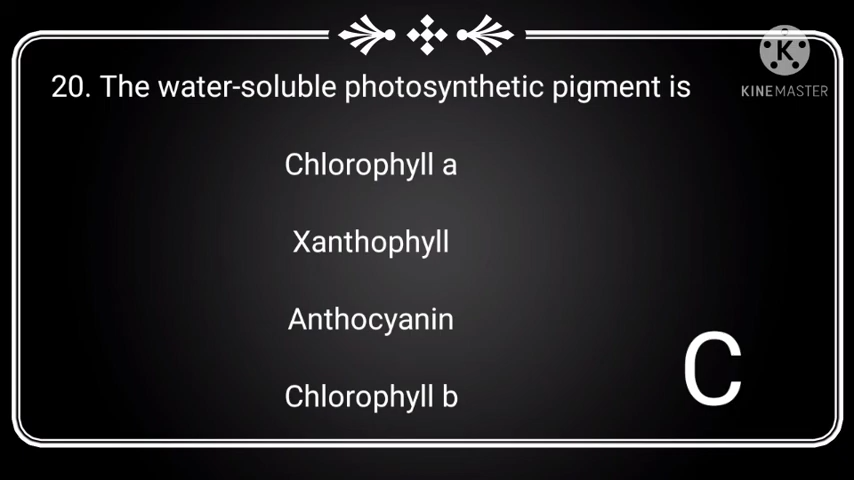 K
KINEMASTER
20. The water-soluble photosynthetic pigment is
Chlorophyll a
Xanthophyll
Anthocyanin
Chlorophyll b
C